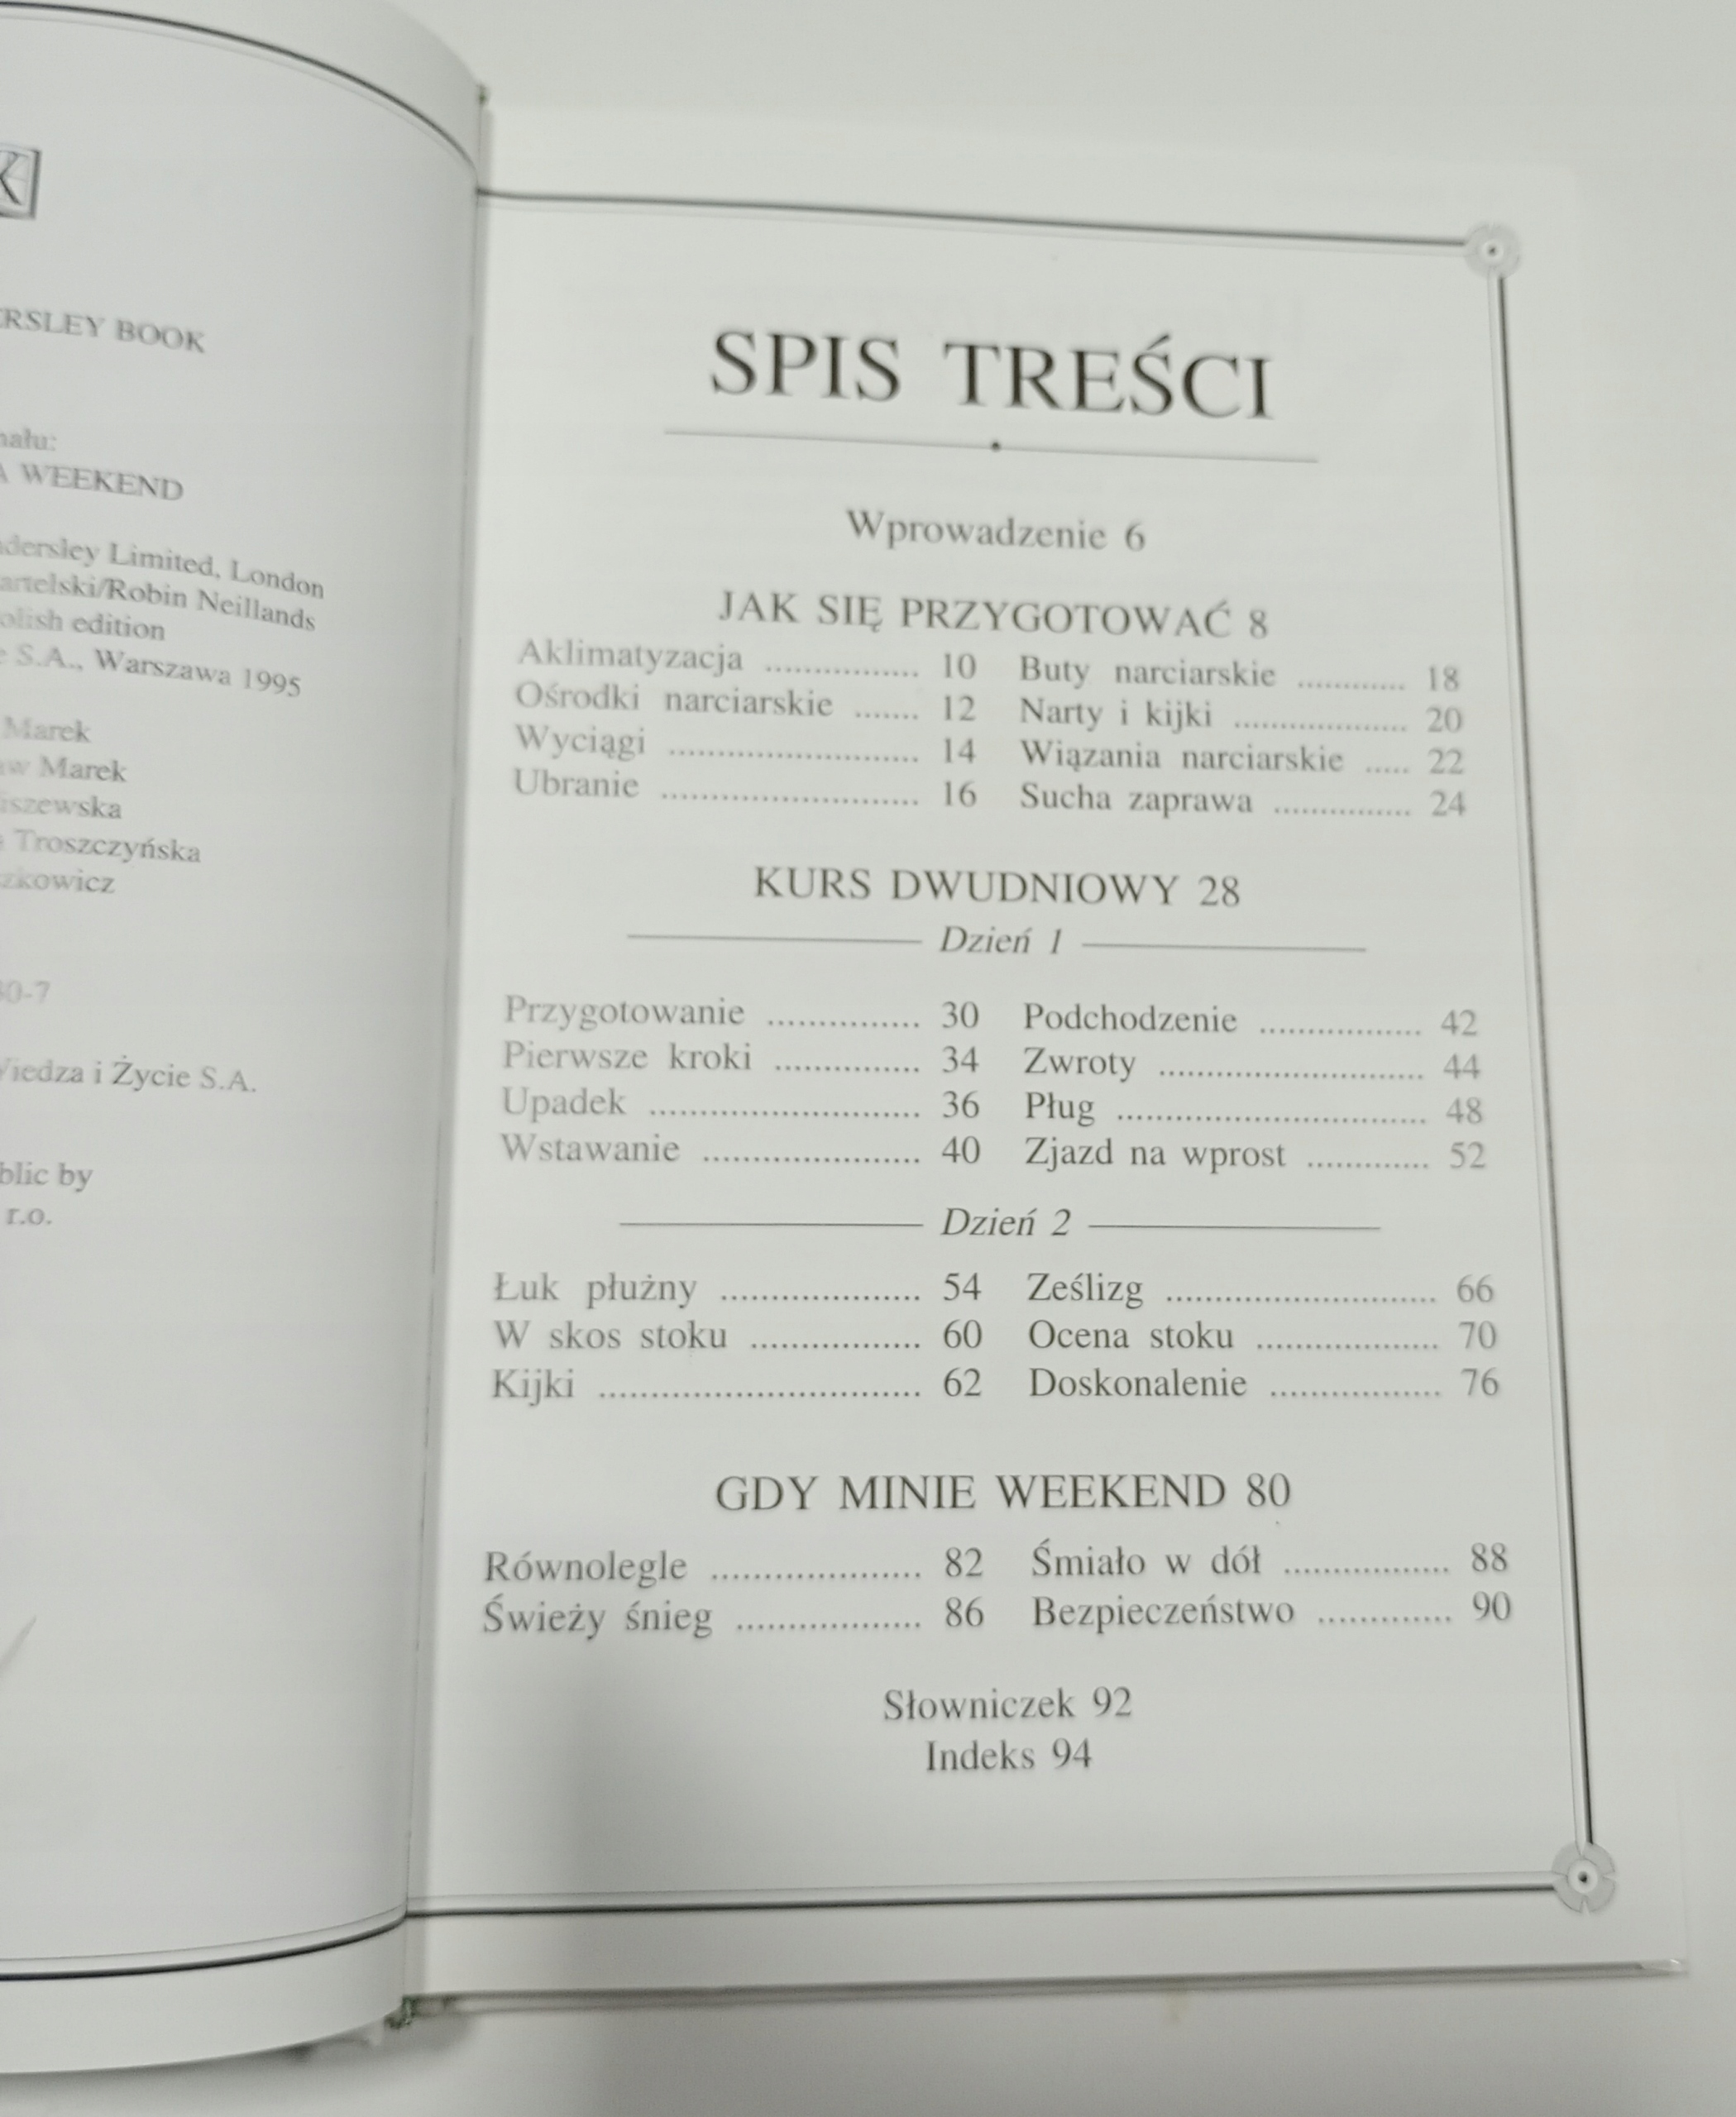 K
RSLEY BOOK
WEEKEND
dersley Limited, London
artelski/Robin Neillands
olish edition
S.A., Warszawa 1995
Marek
w Marek
iszewska
Troszczyńska
zkowicz
0-7
Wiedza i Życie S.A.
blic by
r.o.
SPIS TREŚCI
Wprowadzenie 6
JAK SIĘ PRZYGOTOWAĆ 8
Aklimatyzacja ................ 10
Ośrodki narciarskie ....... 12
Wyciągi ......................... 14
Ubranie .......................... 16
Buty narciarskie ............ 18
Narty i kijki .................. 20
Wiązania narciarskie ..... 22
Sucha zaprawa ............... 24
KURS DWUDNIOWY 28
Dzień 1
Przygotowanie ............... 30
Pierwsze kroki ............... 34
Upadek ........................... 36
Wstawanie ...................... 40
Podchodzenie ................ 42
Zwroty .......................... 44
Pług ............................... 48
Zjazd na wprost ............ 52
Dzień 2
Łuk płużny .................... 54
W skos stoku ................. 60
Kijki ................................ 62
Ześlizg ........................... 66
Ocena stoku .................. 70
Doskonalenie ................. 76
GDY MINIE WEEKEND 80
Równolegle ..................... 82
Świeży śnieg .................. 86
Śmiało w dół ................. 88
Bezpieczeństwo ............. 90
Słowniczek 92
Indeks 94